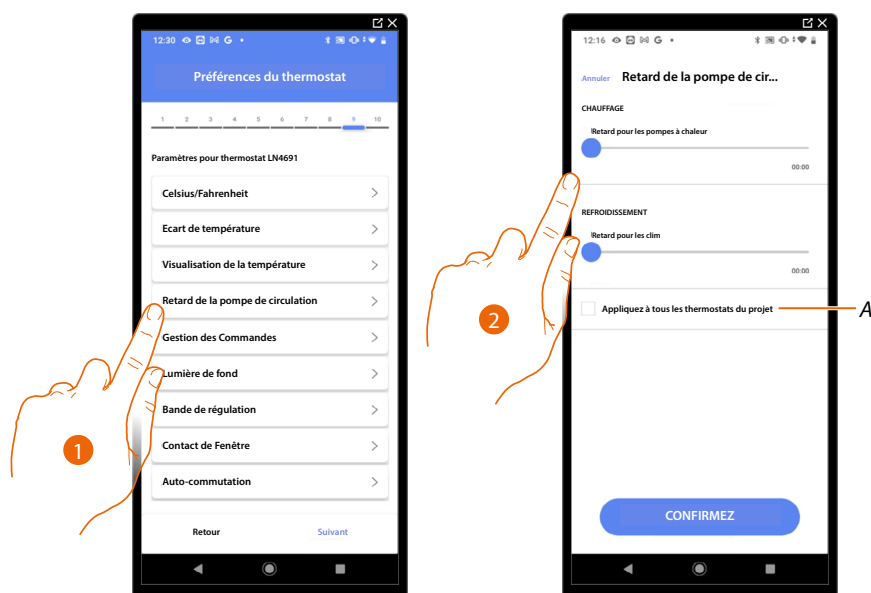 12:30 G
Préférences du thermostat
1 2 3 4 5 6 7 8 9 10
Paramètres pour thermostat LN4691
Celsius/Fahrenheit
Ecart de température
Visualisation de la température
Retard de la pompe de circulation
Gestion des Commandes
Lumière de fond
Bande de régulation
Contact de Fenêtre
Auto-commutation
Retour Suivant
1
12:16 G
Annuler Retard de la pompe de cir...
CHAUFFAGE
Retard pour les pompes à chaleur
00:00
REFROIDISSEMENT
Retard pour les clim
00:00
Appliquez à tous les thermostats du projet
A
CONFIRMEZ
2